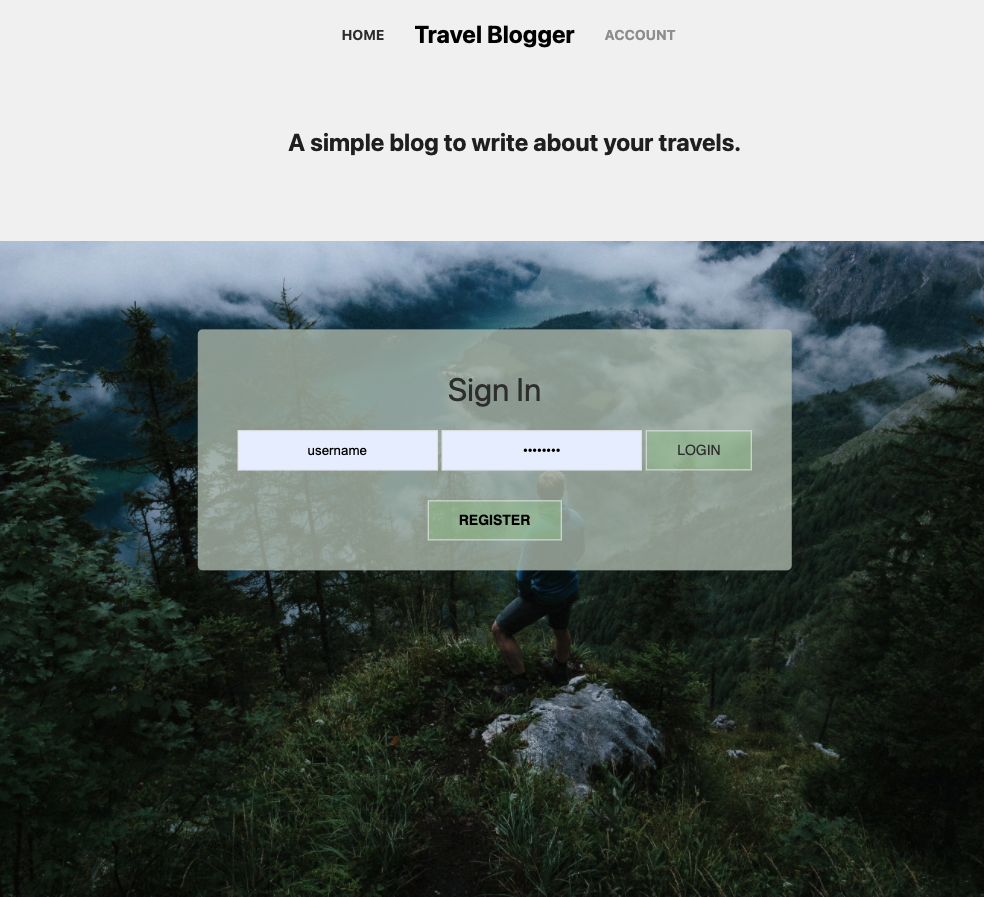 HOME Travel Blogger ACCOUNT
A simple blog to write about your travels.
Sign In
username •••••••• LOGIN
REGISTER